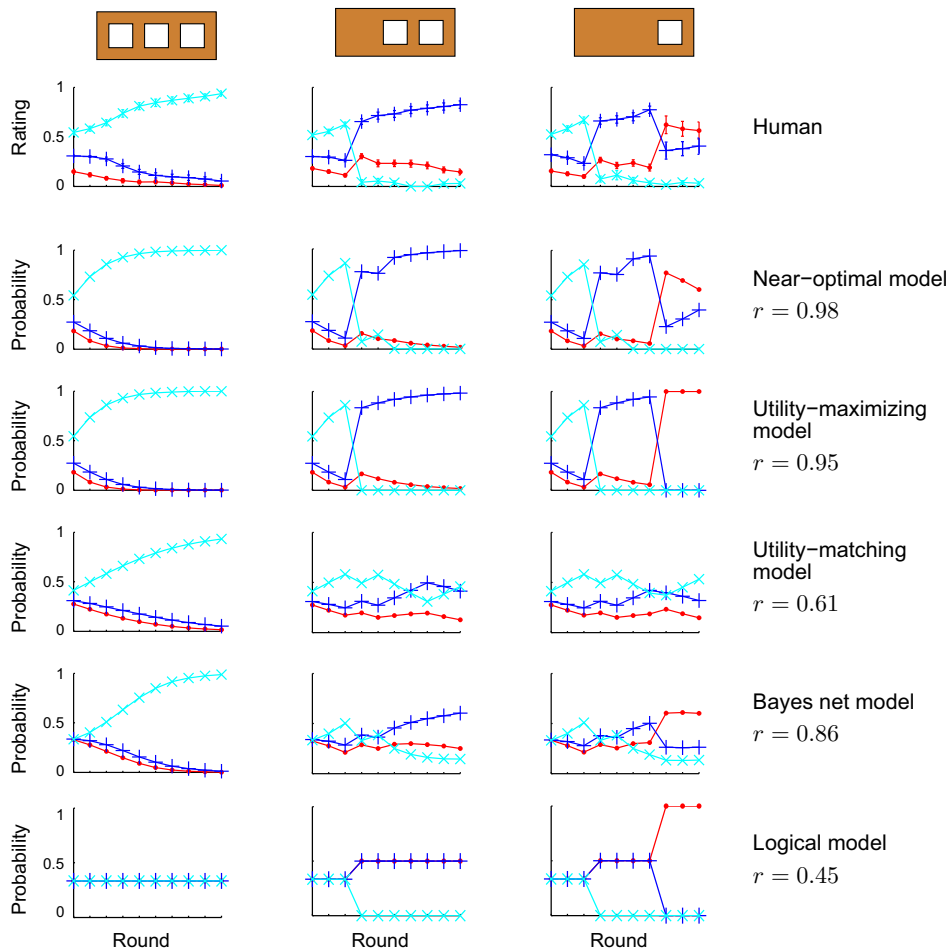 Rating
1
0.5
0
Human
Probability
1
0.5
0
Near−optimal model
r = 0.98
Probability
1
0.5
0
Utility−maximizing
model
r = 0.95
Probability
1
0.5
0
Utility−matching
model
r = 0.61
Probability
1
0.5
0
Bayes net model
r = 0.86
Probability
1
0.5
0
Logical model
r = 0.45
Round
Round
Round